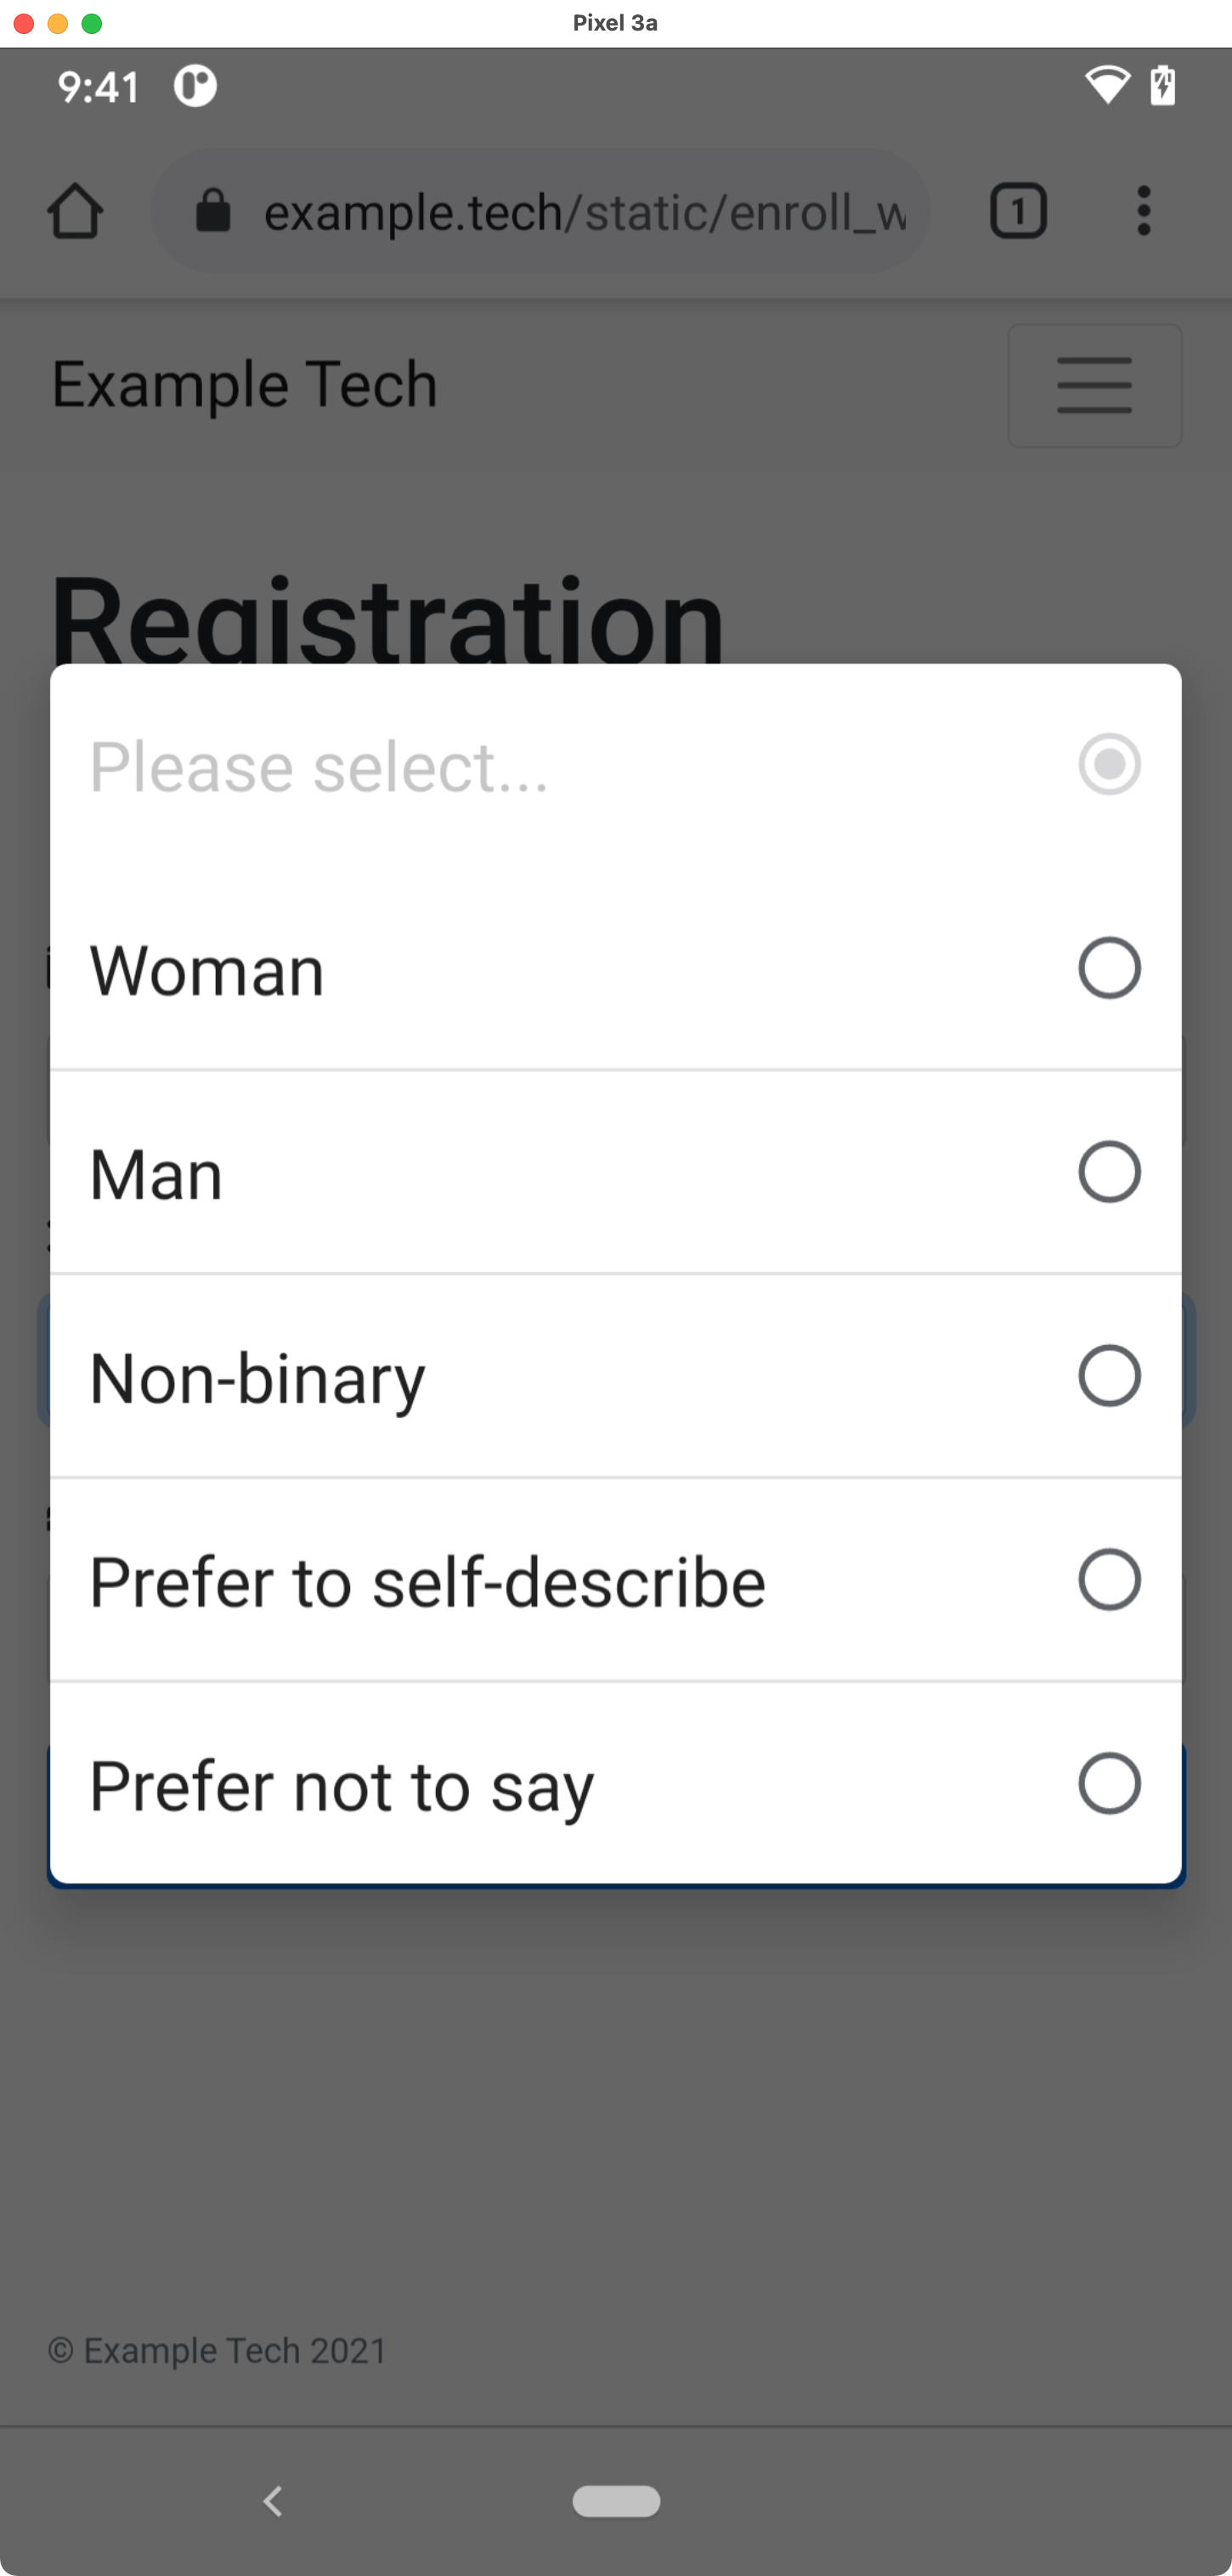 Pixel 3a
9:41
example.tech/static/enroll_w
1
Example Tech
Registration
Please select...
Woman
Man
Non-binary
Prefer to self-describe
Prefer not to say
© Example Tech 2021